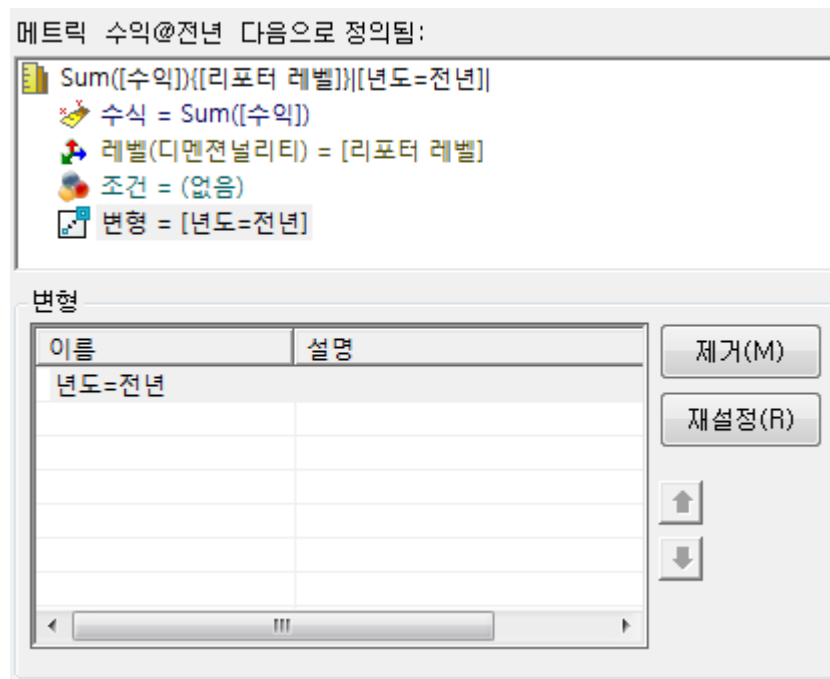 메트릭 수익@전년 다음으로 정의됨:
Sum([수익]){[리포터 레벨]}|[년도=전년]|
수식 = Sum([수익])
레벨(디멘젼널리티) = [리포터 레벨]
조건 = (없음)
변형 = [년도=전년]
변형
이름 설명
제거(M)
년도=전년
재설정(R)